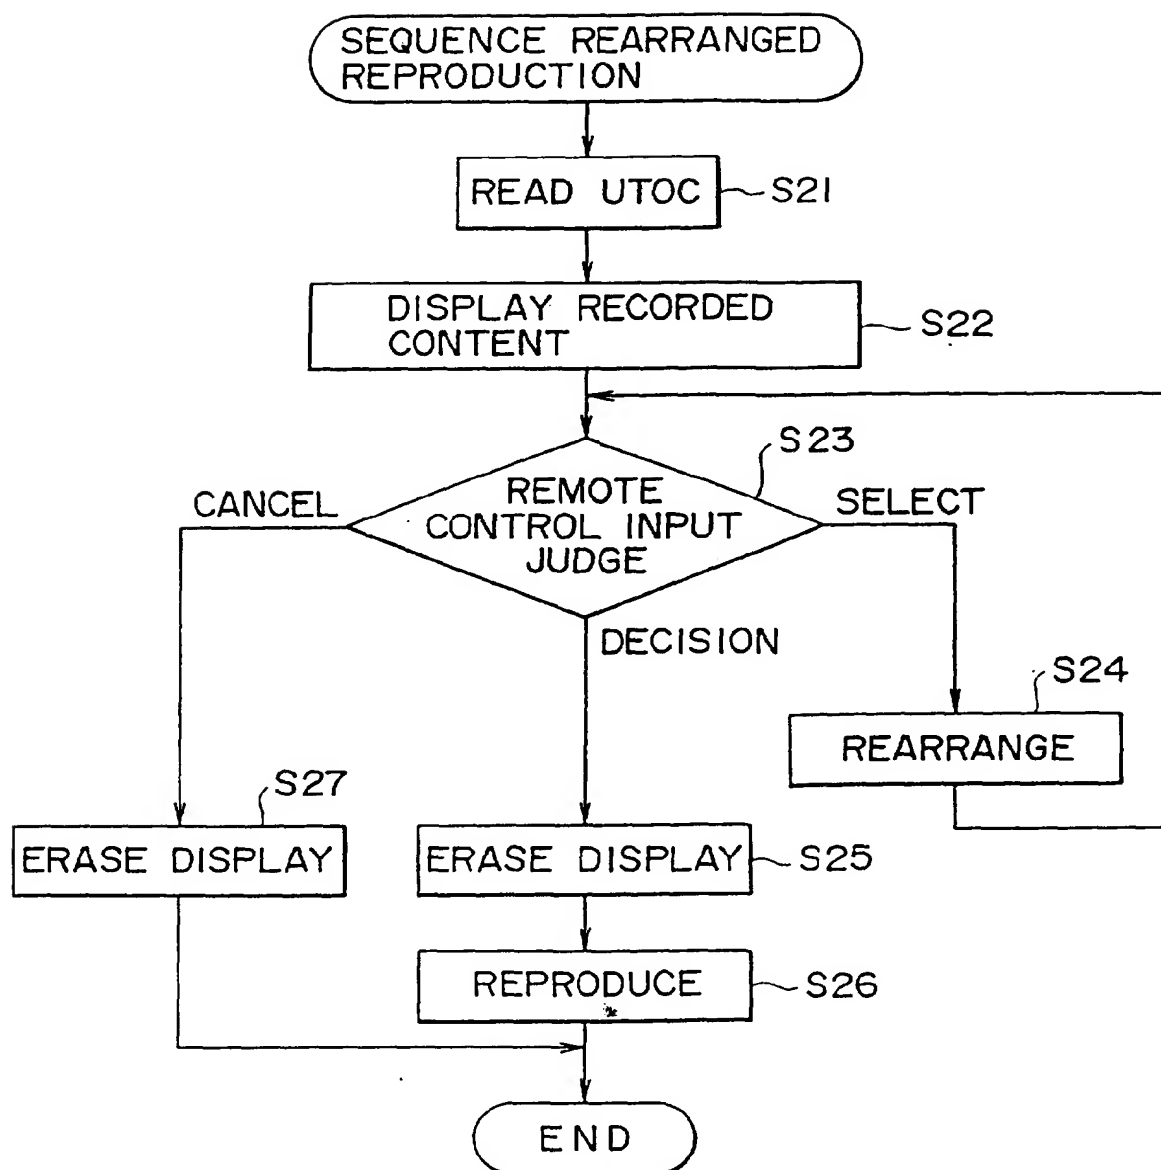 SEQUENCE REARRANGED
REPRODUCTION
READ UTOC
S21
DISPLAY RECORDED
CONTENT
S22
S23
CANCEL
REMOTE
CONTROL INPUT
JUDGE
SELECT
DECISION
S24
REARRANGE
S27
ERASE DISPLAY
ERASE DISPLAY
S25
REPRODUCE
S26
END